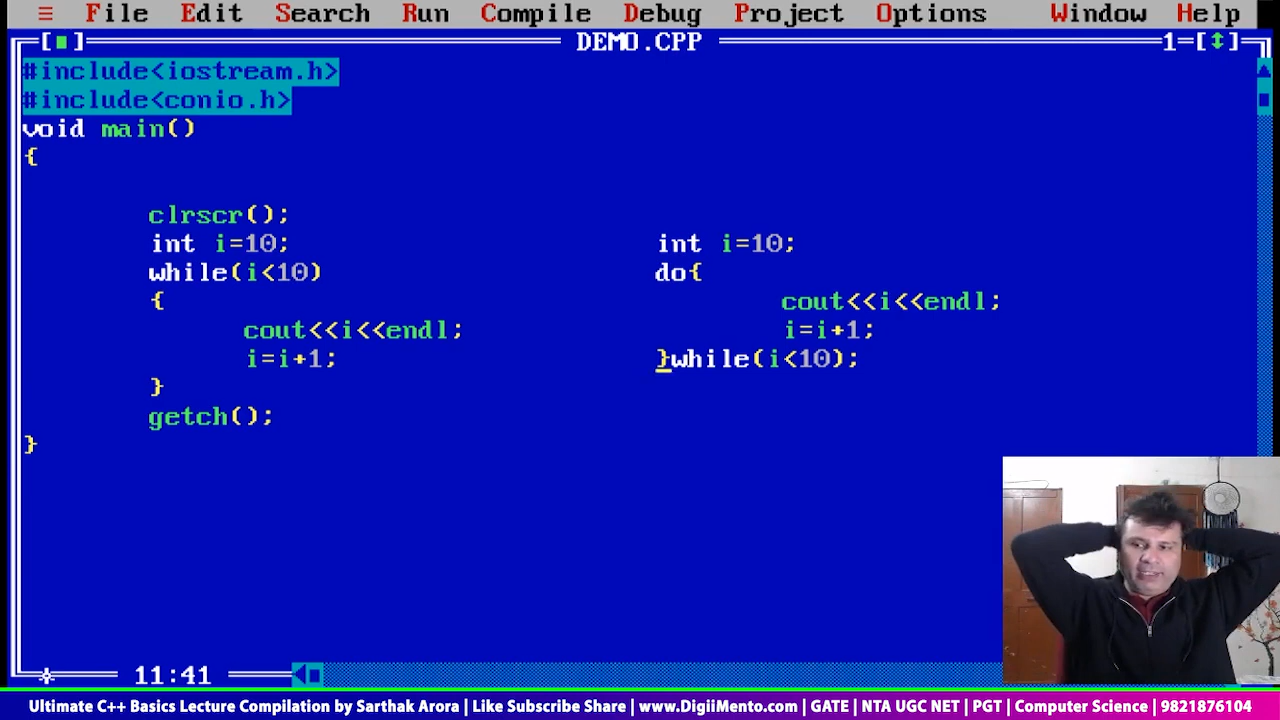 ≡ File Edit Search Run Compile Debug Project Options Window Help
[■] DEMO.CPP 1=[↕]
#include<iostream.h>
#include<conio.h>
void main()
{
clrscr();
int i=10; int i=10;
while(i<10) do{
{ cout<<i<<endl;
cout<<i<<endl; i=i+1;
i=i+1; }while(i<10);
}
getch();
}
11:41
Ultimate C++ Basics Lecture Compilation by Sarthak Arora | Like Subscribe Share | www.DigiiMento.com | GATE | NTA UGC NET | PGT | Computer Science | 9821876104